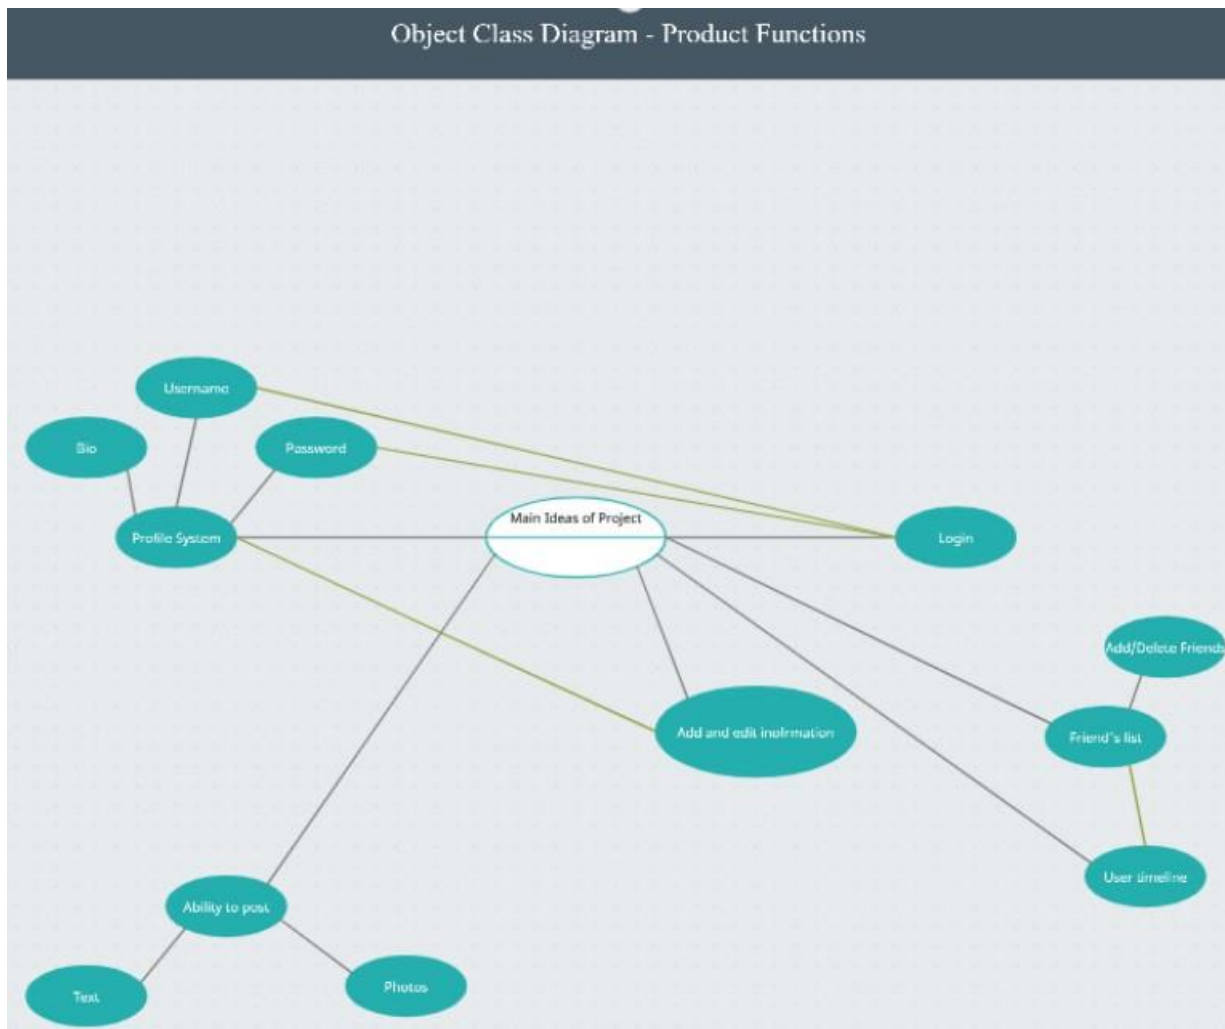 Object Class Diagram - Product Functions
Username
Bio
Password
Main Ideas of Project
Profile System
Login
Add/Delete Friends
Add and edit inolrmation
Friend's list
User timeline
Ability to post
Photos
Text